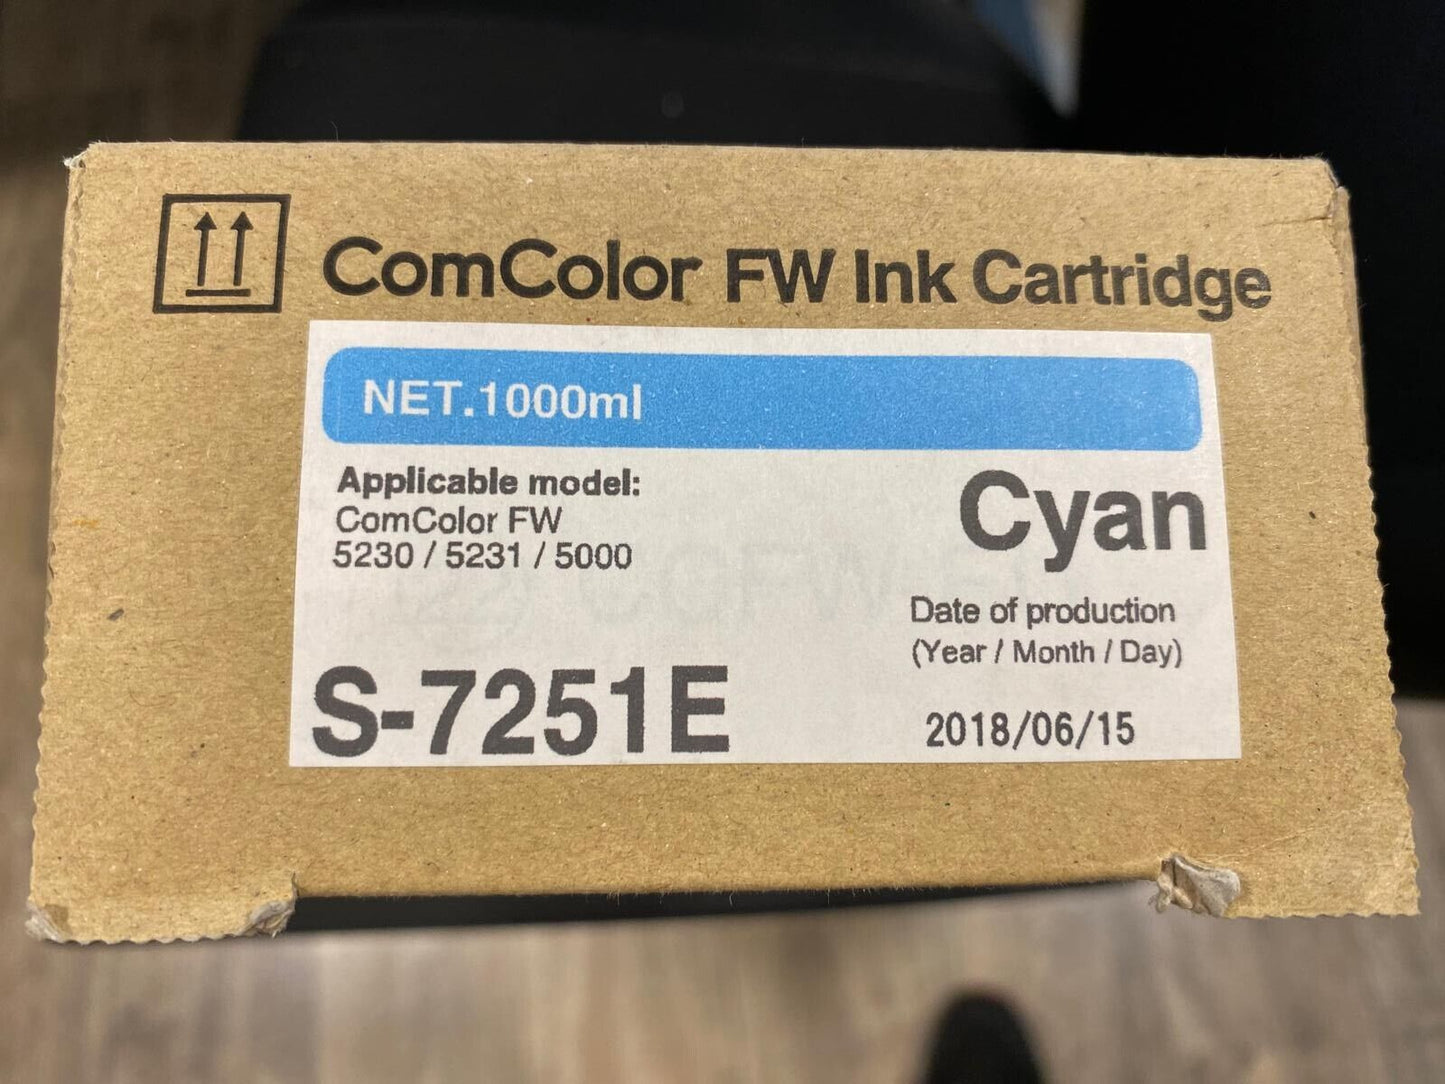 ComColor FW Ink Cartridge
NET.1000ml
Applicable model:
ComColor FW
5230 / 5231 / 5000
Cyan
Date of production
(Year / Month / Day)
S-7251E
2018/06/15